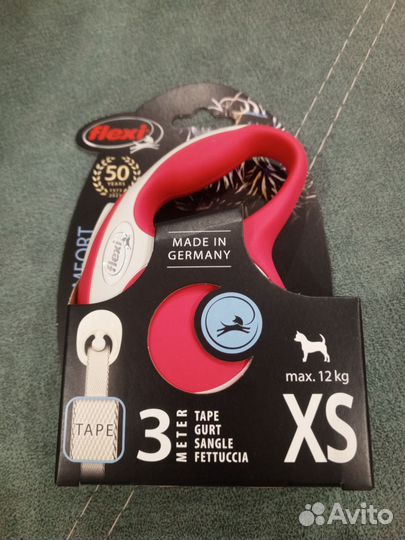 flexi
50
YEARS
1973
flexi
MADE IN
GERMANY
max. 12 kg
XS
TAPE
3
METER
TAPE
GURT
SANGLE
FETTUCCIA
Avito